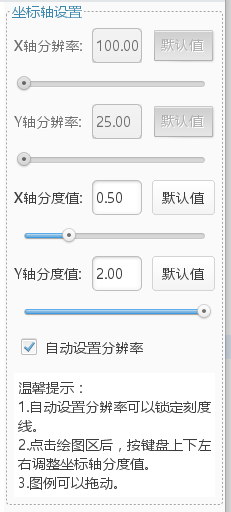 坐标轴设置
X轴分辨率: 100.00 默认值
Y轴分辨率: 25.00 默认值
X轴分度值: 0.50 默认值
Y轴分度值: 2.00 默认值
自动设置分辨率
温馨提示：
1.自动设置分辨率可以锁定刻度
线。
2.点击绘图区后，按键盘上下左
右调整坐标轴分度值。
3.图例可以拖动。